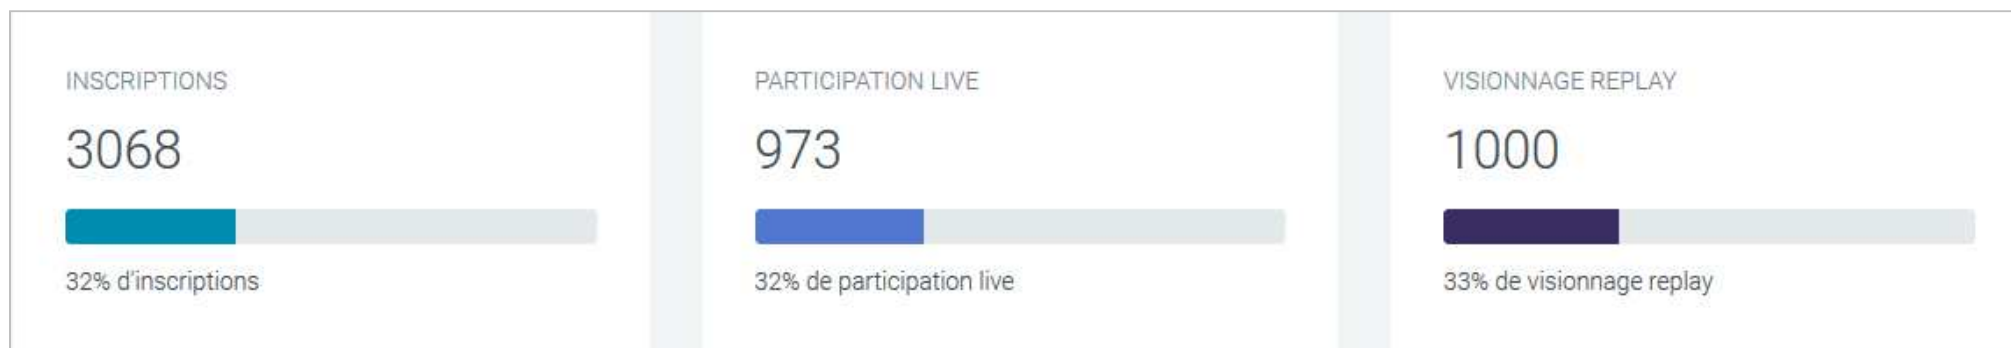 INSCRIPTIONS
3068
32% d'inscriptions
PARTICIPATION LIVE
973
32% de participation live
VISIONNAGE REPLAY
1000
33% de visionnage replay